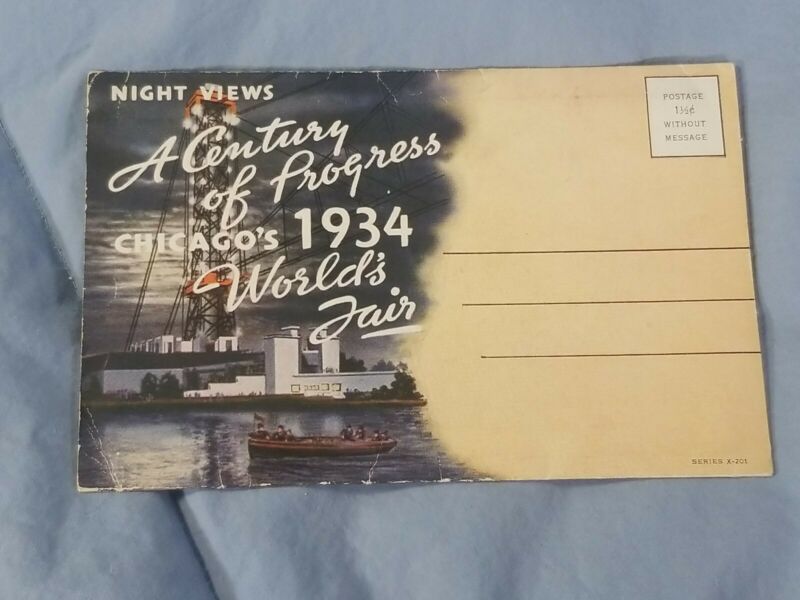 NIGHT VIEWS
A Century
of Progress
CHICAGO'S 1934
World's
Fair
POSTAGE
1½¢
WITHOUT
MESSAGE
SERIES X-201